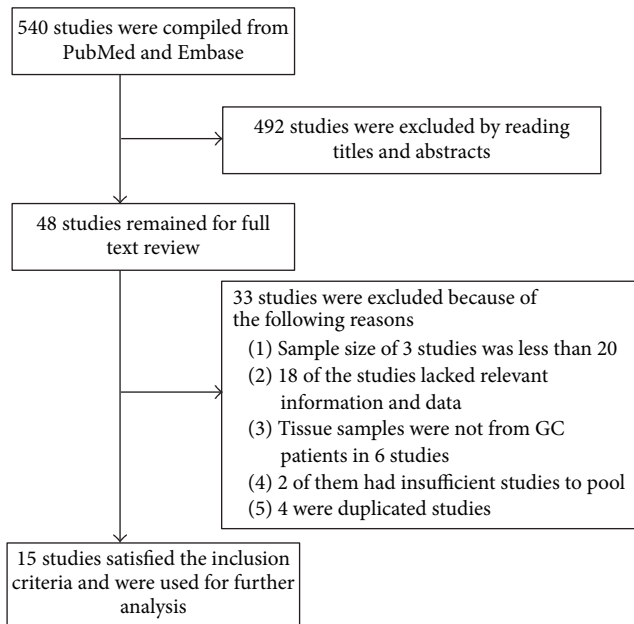 540 studies were compiled from
PubMed and Embase
492 studies were excluded by reading
titles and abstracts
48 studies remained for full
text review
33 studies were excluded because of
the following reasons
(1) Sample size of 3 studies was less than 20
(2) 18 of the studies lacked relevant
information and data
(3) Tissue samples were not from GC
patients in 6 studies
(4) 2 of them had insufficient studies to pool
(5) 4 were duplicated studies
15 studies satisfied the inclusion
criteria and were used for further
analysis